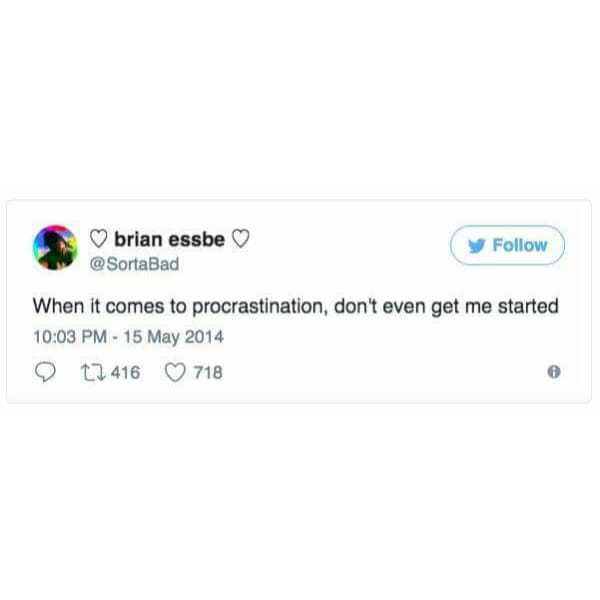 ♡ brian essbe ♡
@SortaBad
Follow
When it comes to procrastination, don't even get me started
10:03 PM - 15 May 2014
416 718